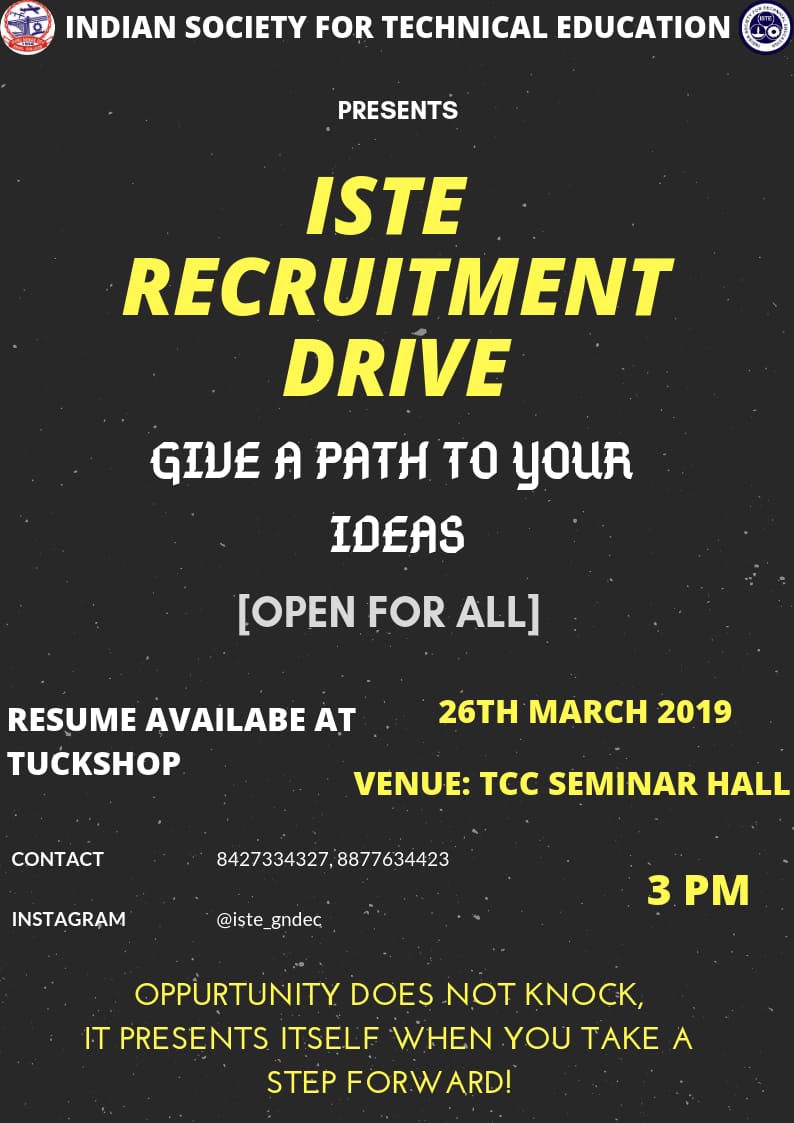 INDIAN SOCIETY FOR TECHNICAL EDUCATION
PRESENTS
ISTE
RECRUITMENT
DRIVE
GIVE A PATH TO YOUR
IDEAS
[OPEN FOR ALL]
RESUME AVAILABE AT
TUCKSHOP
26TH MARCH 2019
VENUE: TCC SEMINAR HALL
CONTACT 8427334327, 8877634423
3 PM
INSTAGRAM @iste_gndec
OPPURTUNITY DOES NOT KNOCK,
IT PRESENTS ITSELF WHEN YOU TAKE A
STEP FORWARD!